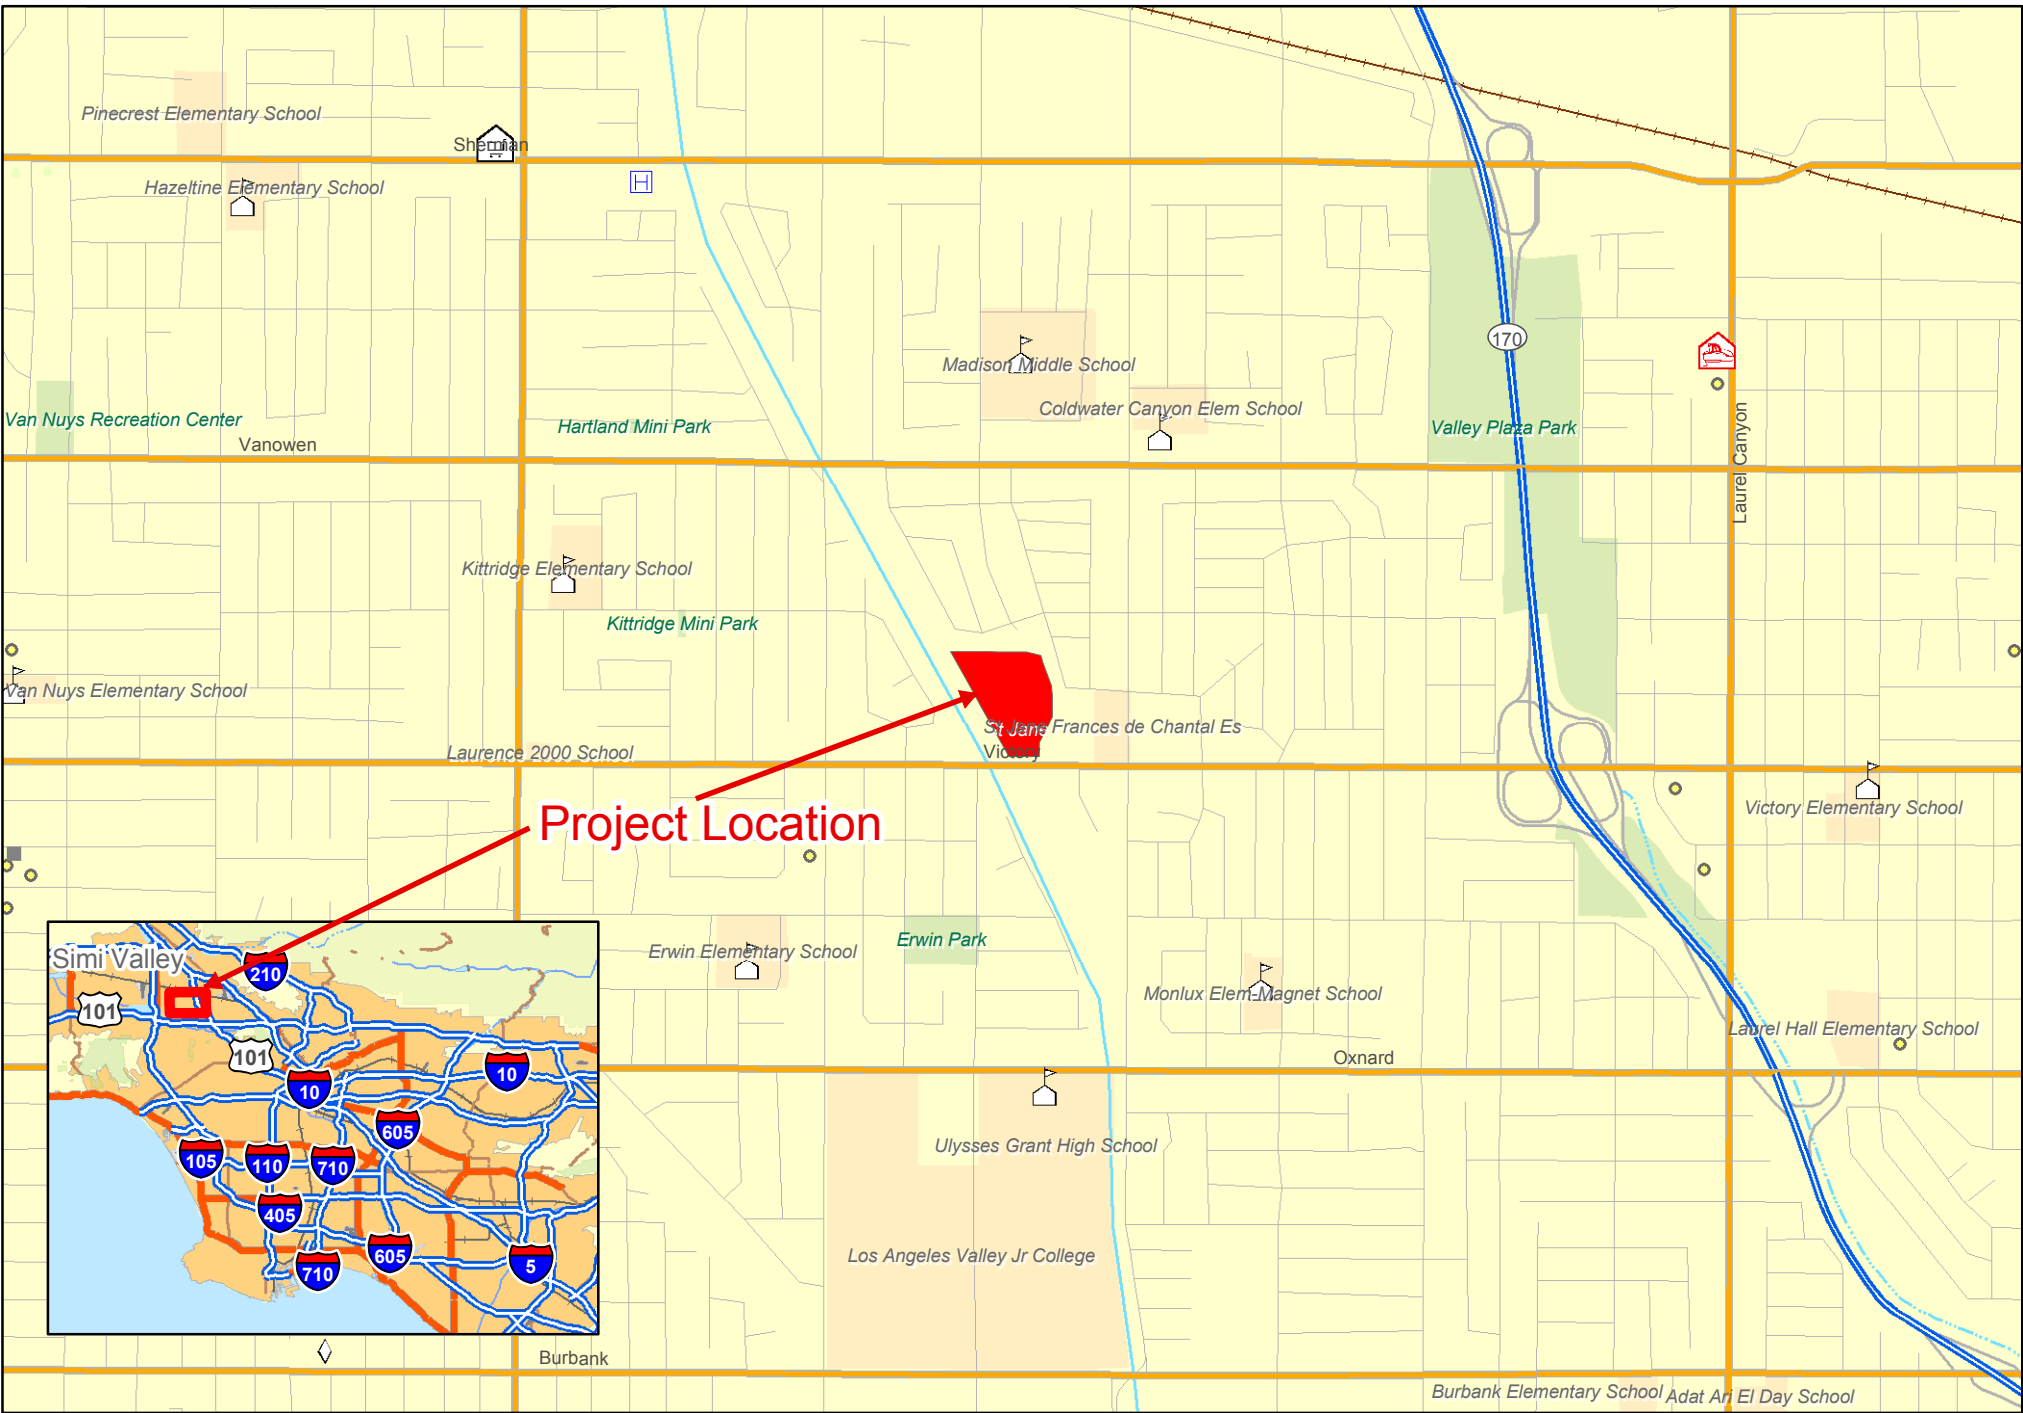 Pinecrest Elementary School
Sherman
Hazeltine Elementary School
H
170
Madison Middle School
Coldwater Canyon Elem School
Van Nuys Recreation Center
Hartland Mini Park
Valley Plaza Park
Vanowen
Laurel Canyon
Kittridge Elementary School
Kittridge Mini Park
Van Nuys Elementary School
St Jane Frances de Chantal Es
Laurence 2000 School
Victory
Victory Elementary School
Project Location
Erwin Elementary School
Erwin Park
Monlux Elem-Magnet School
Laurel Hall Elementary School
Oxnard
Ulysses Grant High School
Los Angeles Valley Jr College
Burbank
Burbank Elementary School
Adat Ari El Day School
Simi Valley
210
101
101
10
10
605
105
110
710
405
605
710
5